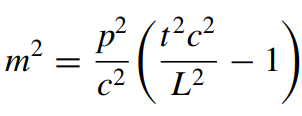 m² = p²/c² (t²c²/L² − 1)